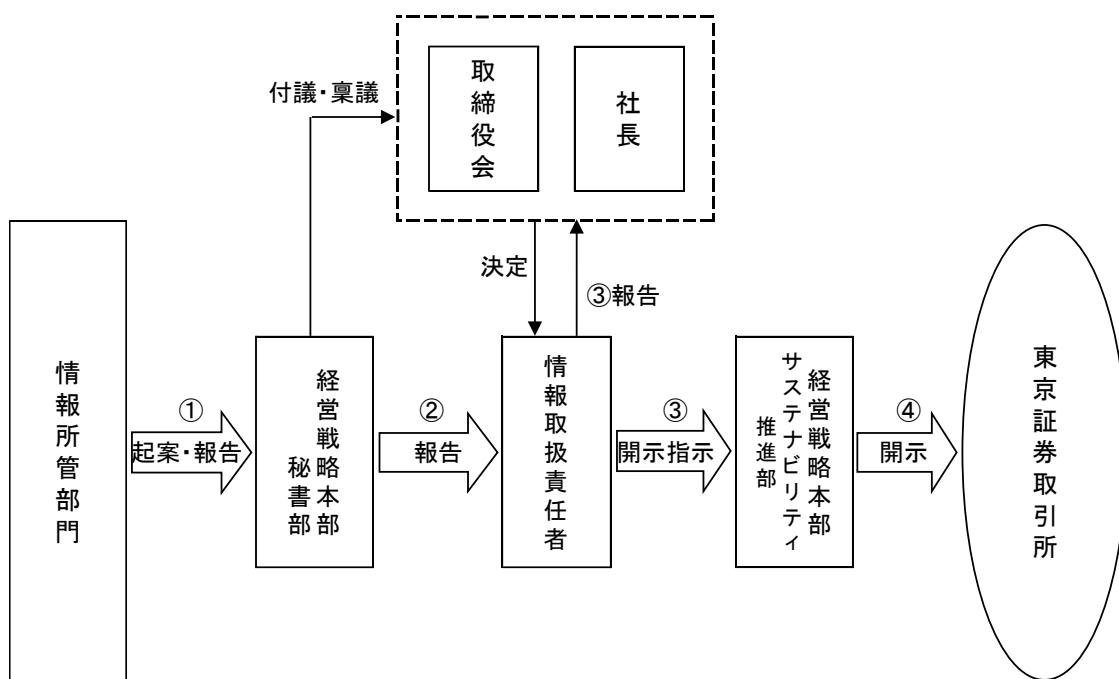 取締役会
社長
付議・稟議
決定
③報告
情報所管部門
①
起案・報告
経営戦略本部
秘書部
②
報告
情報取扱責任者
③
開示指示
経営戦略本部
サステナビリティ
推進部
④
開示
東京証券取引所